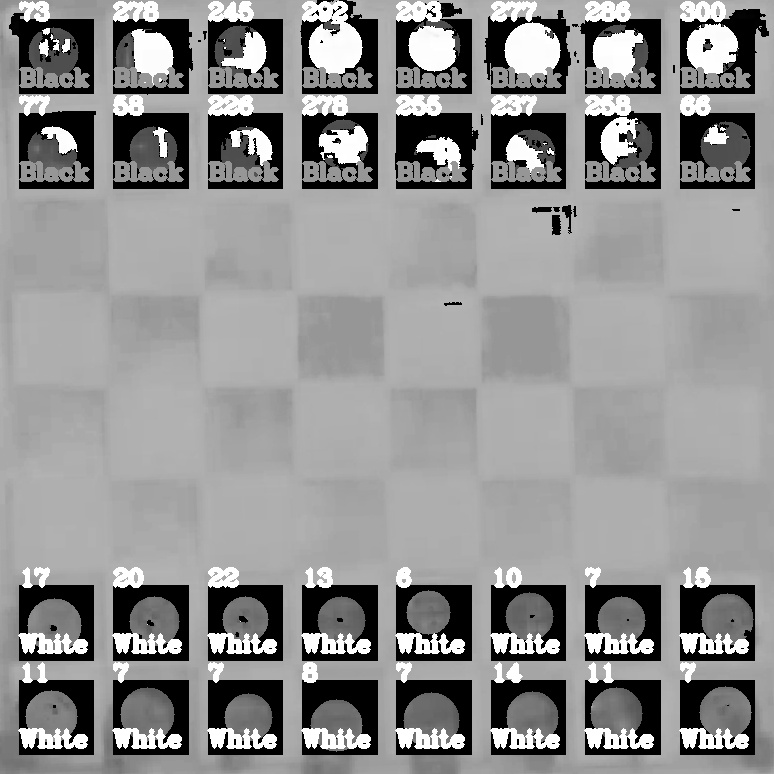 73 278 245 292 293 277 286 300
Black Black Black Black Black Black Black Black
77 58 226 278 255 237 258 66
Black Black Black Black Black Black Black Black
17 20 22 13 6 10 7 15
White White White White White White White White
11 7 7 8 7 14 11 7
White White White White White White White White